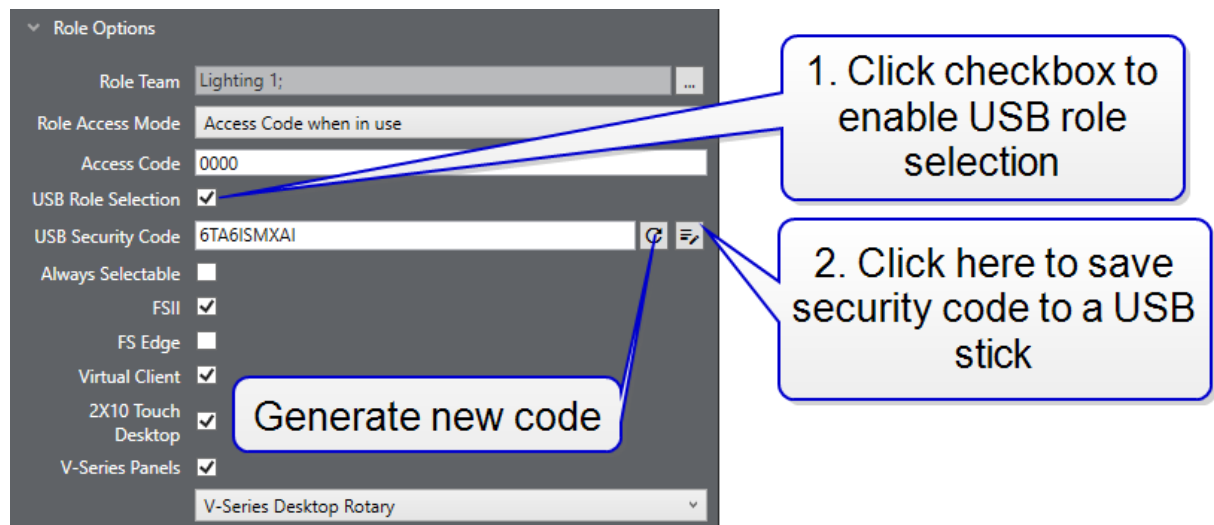 Role Options
Role Team Lighting 1; ...
Role Access Mode Access Code when in use
Access Code 0000
USB Role Selection
USB Security Code 6TA6ISMXAI
Always Selectable
FSII
FS Edge
Virtual Client
2X10 Touch
Desktop
V-Series Panels
V-Series Desktop Rotary
1. Click checkbox to
enable USB role
selection
2. Click here to save
security code to a USB
stick
Generate new code